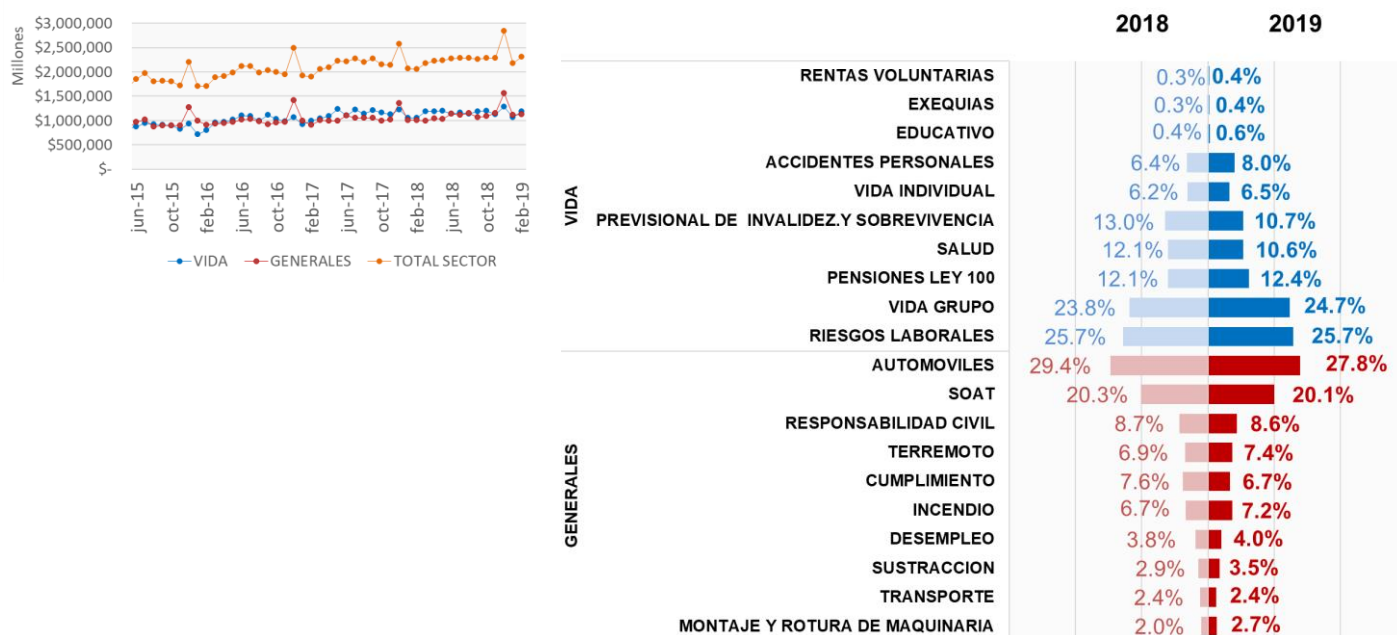 Millones
$3,000,000
$2,500,000
$2,000,000
$1,500,000
$1,000,000
$500,000
$-
jun-15
oct-15
feb-16
jun-16
oct-16
feb-17
jun-17
oct-17
feb-18
jun-18
oct-18
feb-19
VIDA GENERALES TOTAL SECTOR
2018 2019
VIDA
RENTAS VOLUNTARIAS 0.3% 0.4%
EXEQUIAS 0.3% 0.4%
EDUCATIVO 0.4% 0.6%
ACCIDENTES PERSONALES 6.4% 8.0%
VIDA INDIVIDUAL 6.2% 6.5%
PREVISIONAL DE INVALIDEZ.Y SOBREVIVENCIA 13.0% 10.7%
SALUD 12.1% 10.6%
PENSIONES LEY 100 12.1% 12.4%
VIDA GRUPO 23.8% 24.7%
RIESGOS LABORALES 25.7% 25.7%
GENERALES
AUTOMOVILES 29.4% 27.8%
SOAT 20.3% 20.1%
RESPONSABILIDAD CIVIL 8.7% 8.6%
TERREMOTO 6.9% 7.4%
CUMPLIMIENTO 7.6% 6.7%
INCENDIO 6.7% 7.2%
DESEMPLEO 3.8% 4.0%
SUSTRACCION 2.9% 3.5%
TRANSPORTE 2.4% 2.4%
MONTAJE Y ROTURA DE MAQUINARIA 2.0% 2.7%